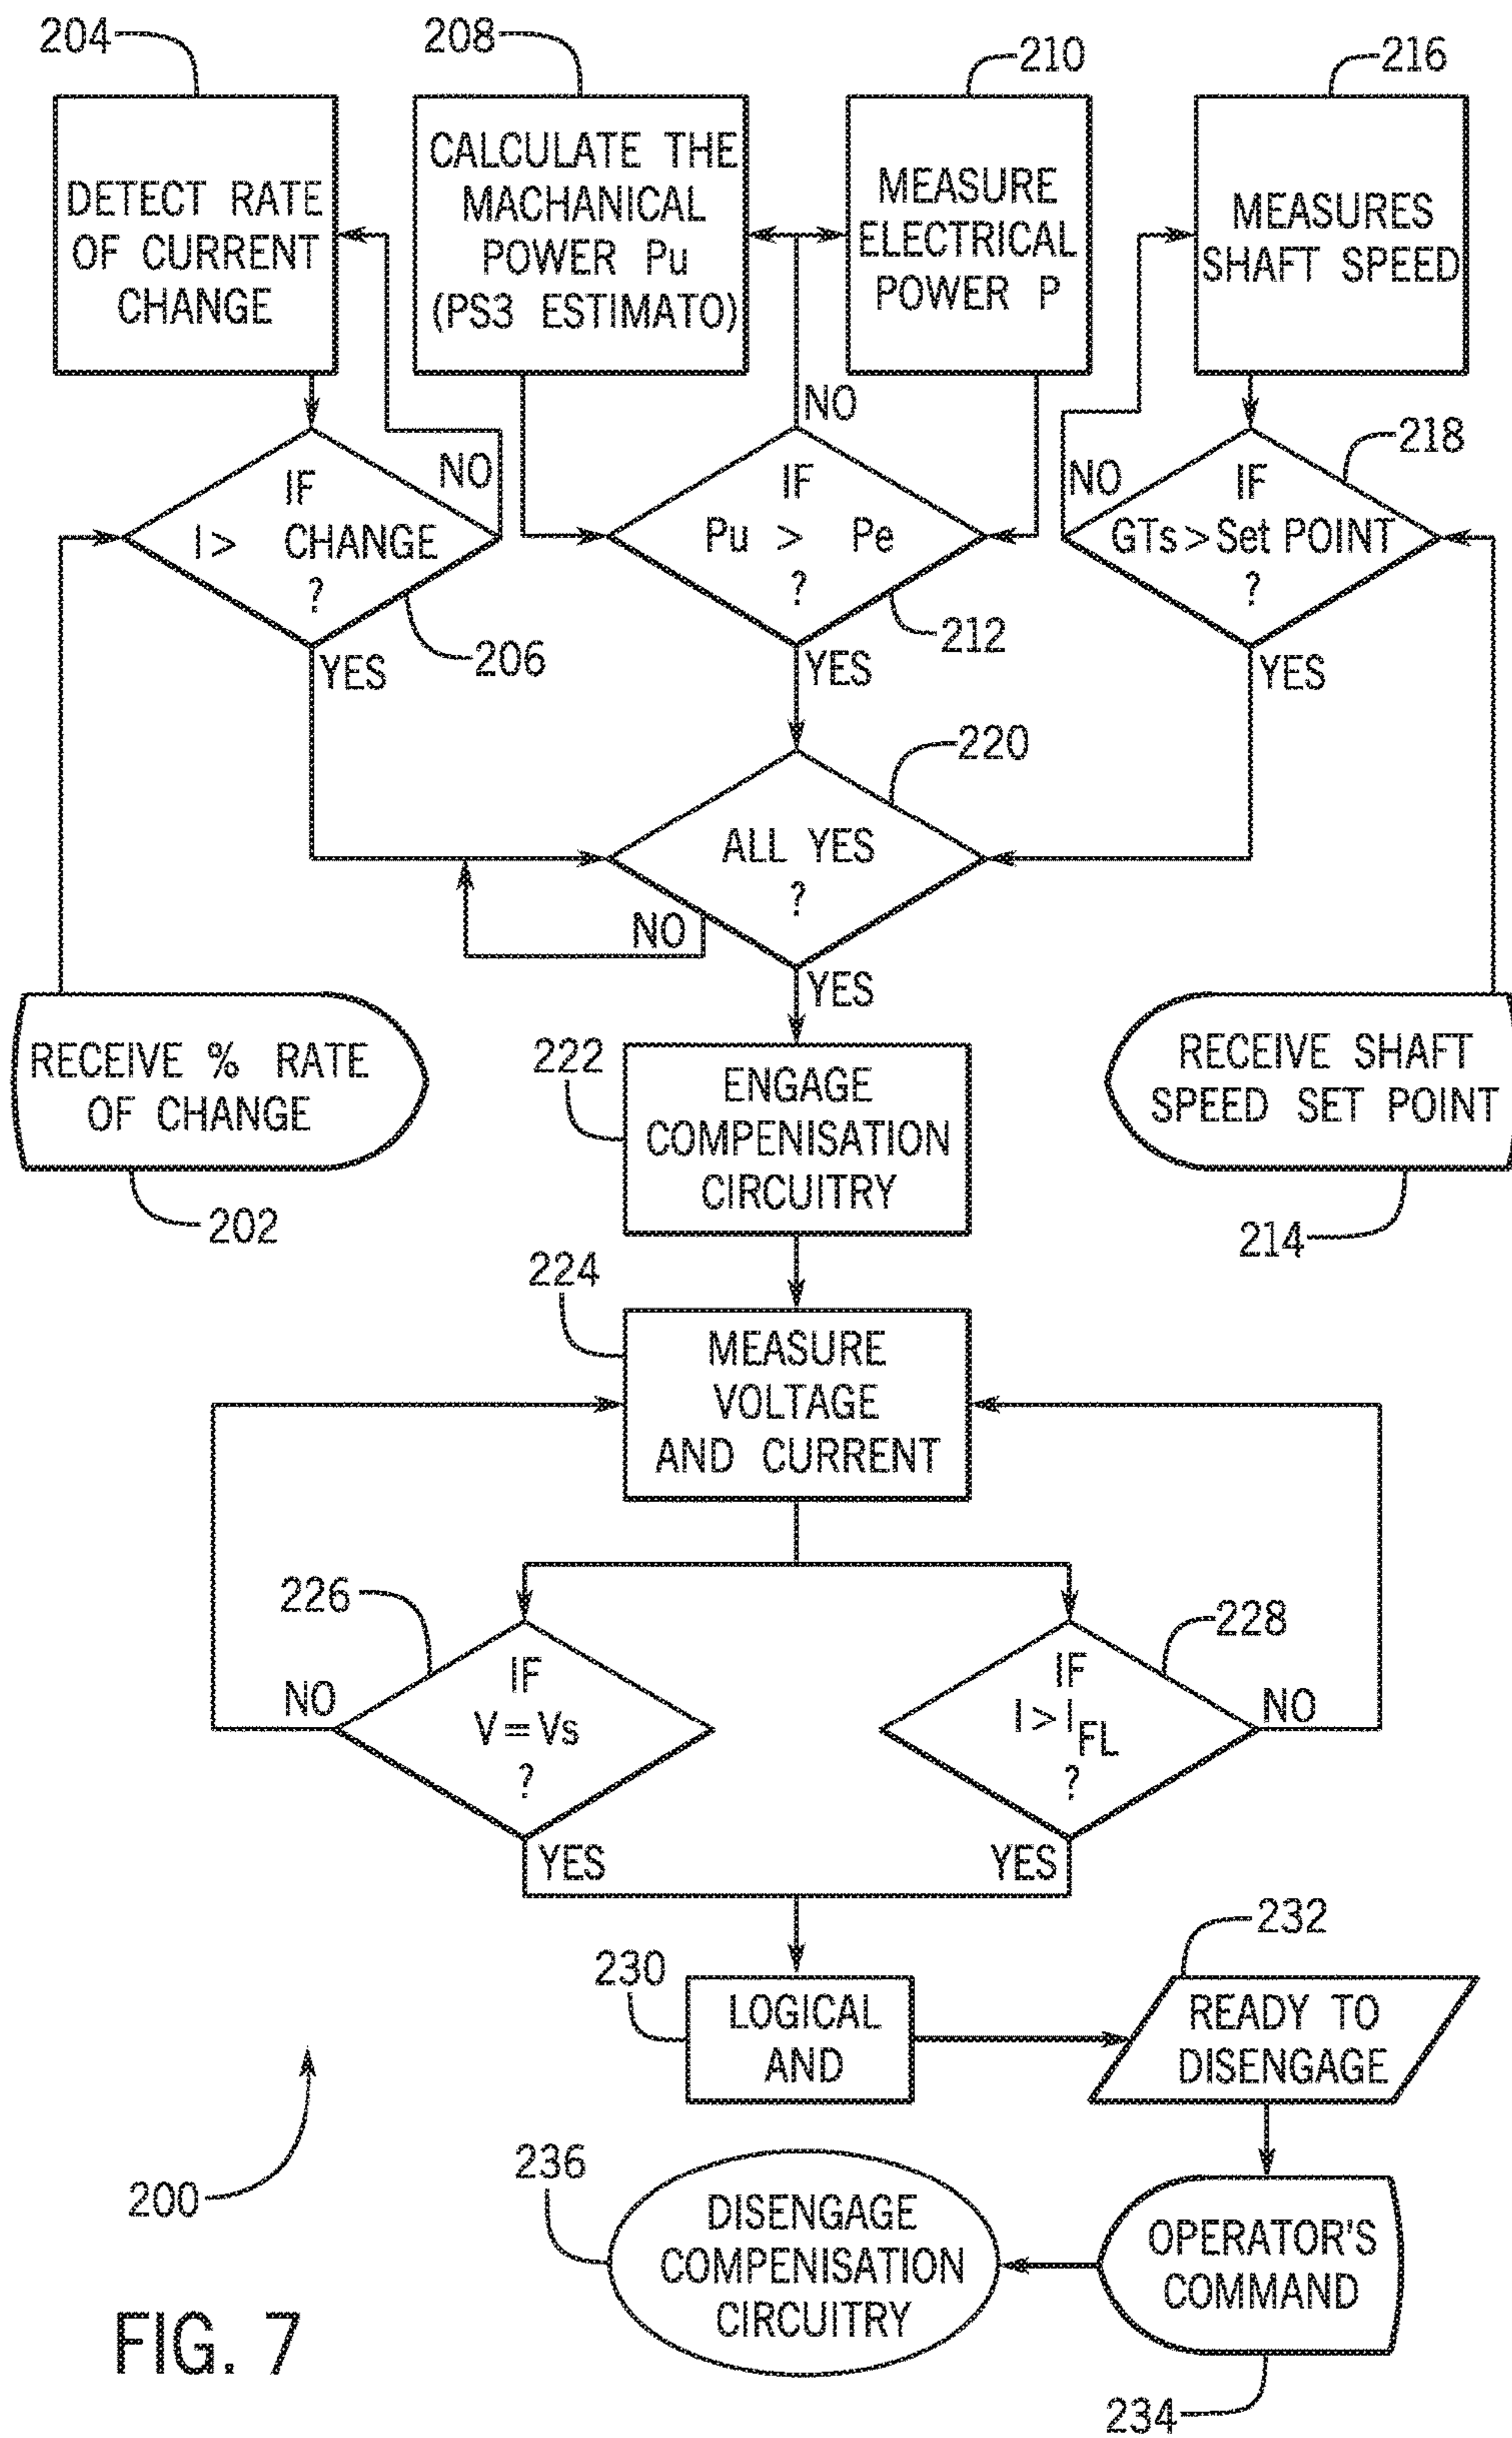 204
208
210
216
DETECT RATE
OF CURRENT
CHANGE
CALCULATE THE
MACHANICAL
POWER Pu
(PS3 ESTIMATO)
MEASURE
ELECTRICAL
POWER P
MEASURES
SHAFT SPEED
NO
IF
I > CHANGE
?
206
YES
NO
IF
Pu > Pe
?
212
YES
218
NO
IF
GTs > Set POINT
?
YES
220
ALL YES
?
NO
YES
RECEIVE % RATE
OF CHANGE
202
222
ENGAGE
COMPENISATION
CIRCUITRY
RECEIVE SHAFT
SPEED SET POINT
214
224
MEASURE
VOLTAGE
AND CURRENT
226
NO
IF
V = Vs
?
YES
228
IF
I > IFL
?
NO
YES
230
LOGICAL
AND
232
READY TO
DISENGAGE
200
236
DISENGAGE
COMPENISATION
CIRCUITRY
OPERATOR'S
COMMAND
234
FIG. 7